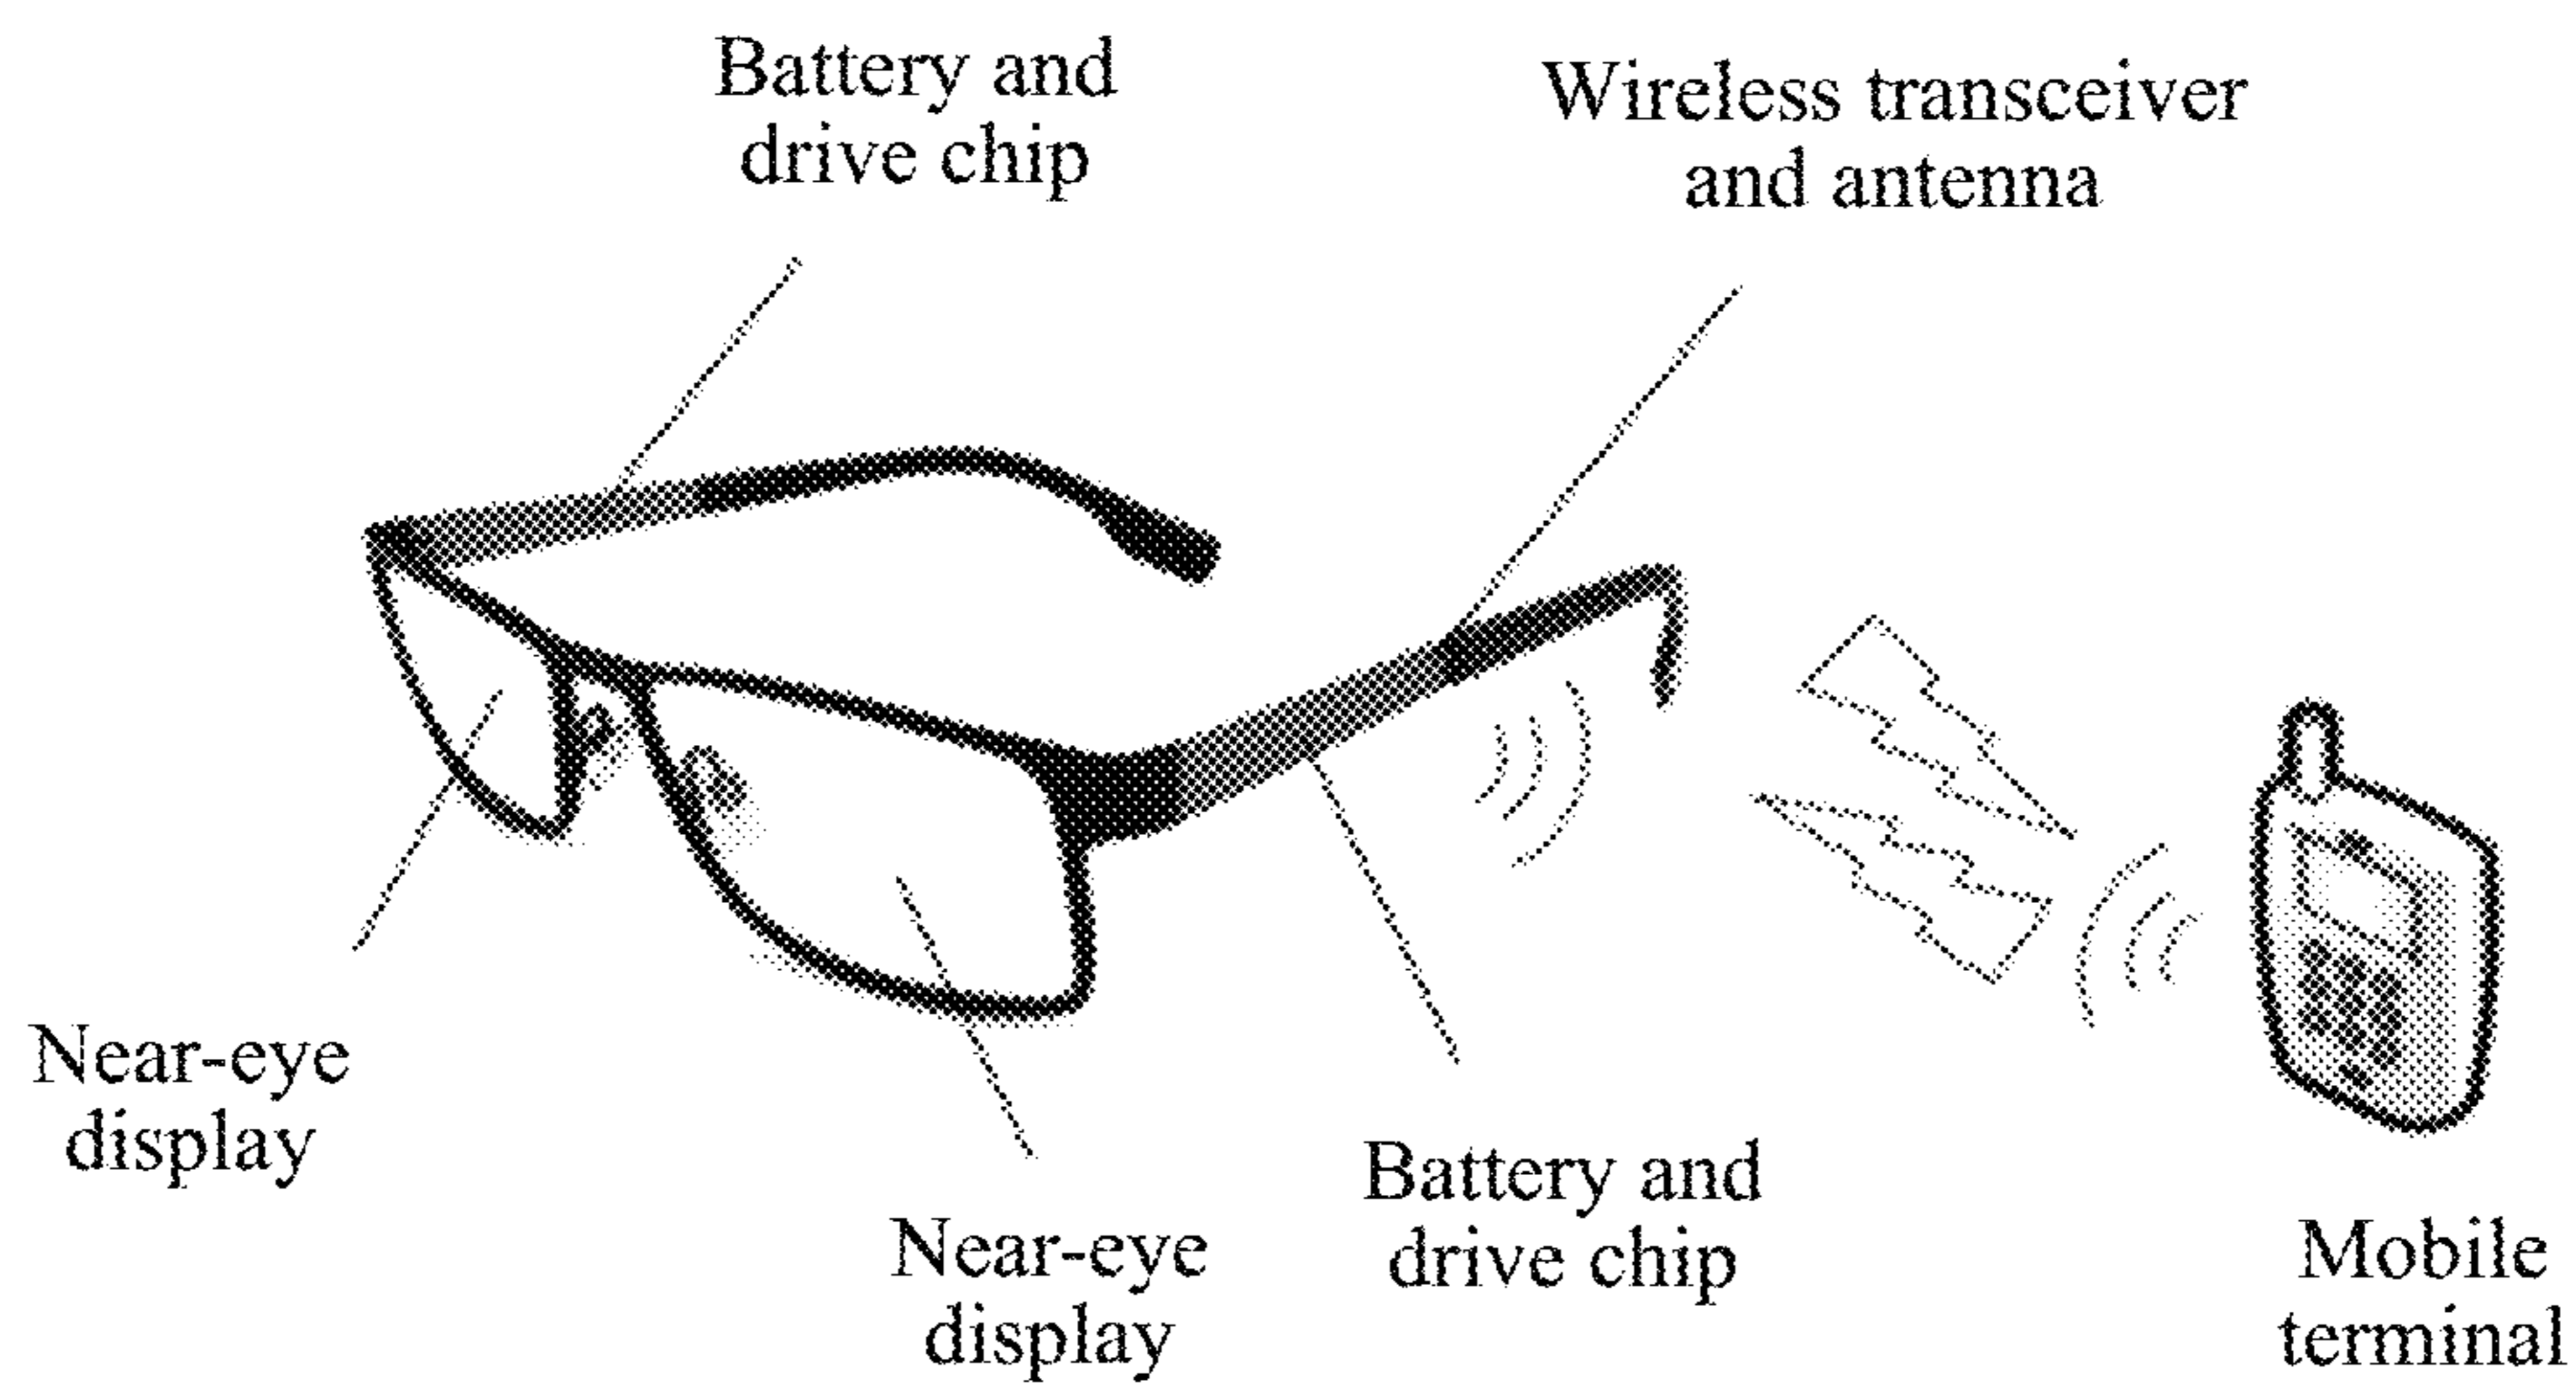 Battery and
drive chip
Wireless transceiver
and antenna
Near-eye
display
Near-eye
display
Battery and
drive chip
Mobile
terminal